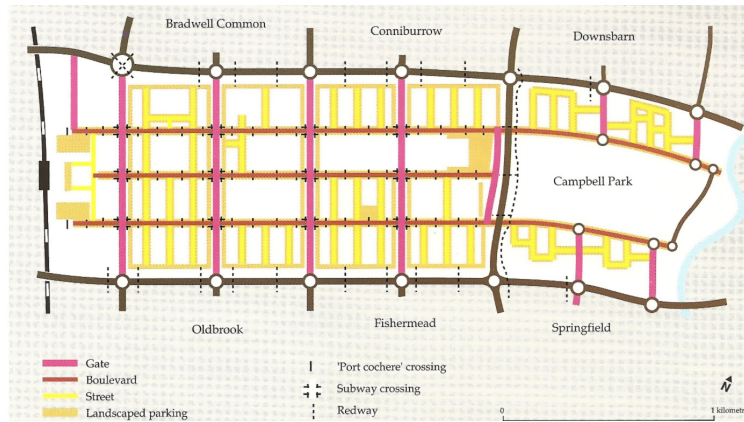 Bradwell Common
Conniburrow
Downsbarn
Campbell Park
Oldbrook
Fishermead
Springfield
Gate
Boulevard
Street
Landscaped parking
'Port cochere' crossing
Subway crossing
Redway
N
0
1 kilometre